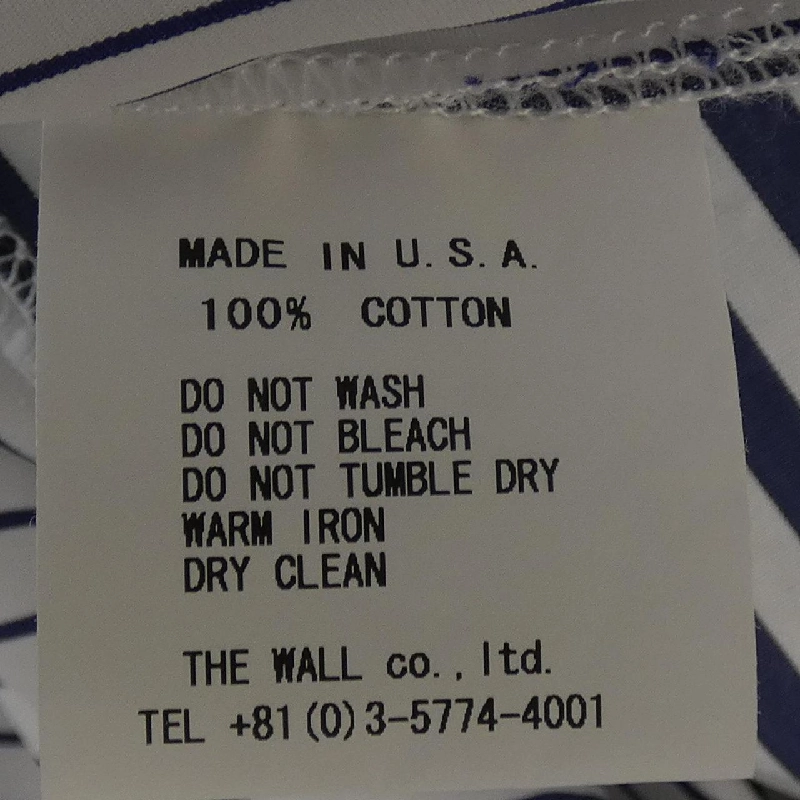 MADE IN U.S.A.
100% COTTON
DO NOT WASH
DO NOT BLEACH
DO NOT TUMBLE DRY
WARM IRON
DRY CLEAN
THE WALL co.,ltd.
TEL +81(0)3-5774-4001